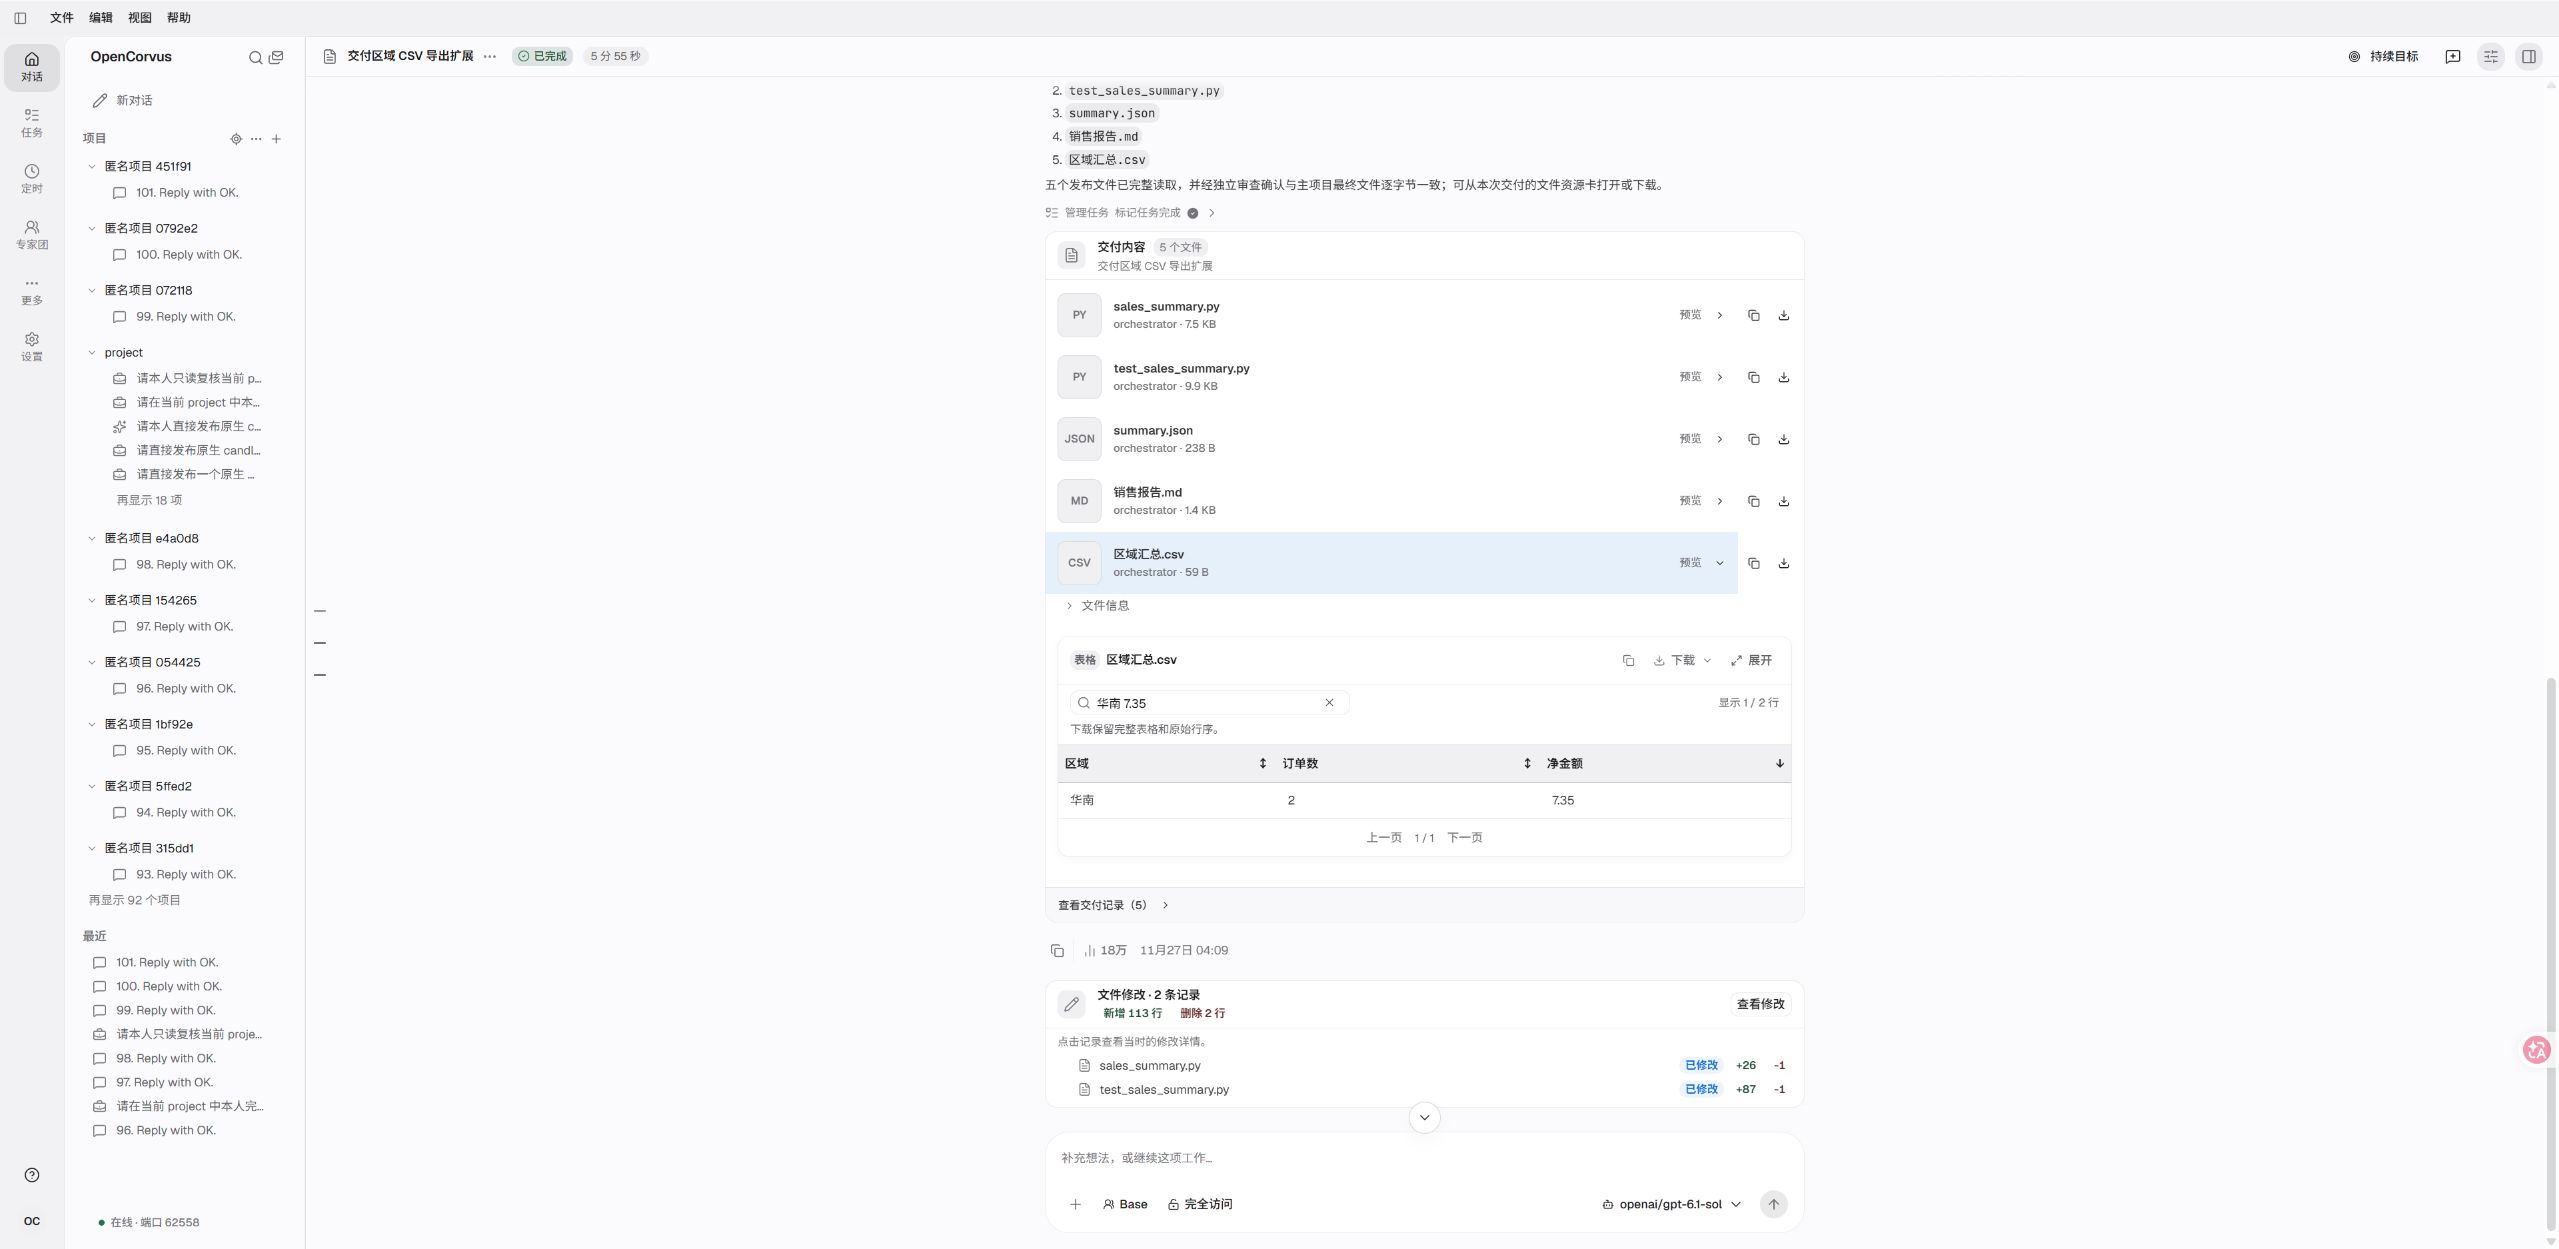 文件 编辑 视图 帮助
对话
任务
定时
专家团
更多
设置
OC
OpenCorvus
新对话
项目
匿名项目 451f91
101. Reply with OK.
匿名项目 0792e2
100. Reply with OK.
匿名项目 072118
99. Reply with OK.
project
请本人只读复核当前 p...
请在当前 project 中本...
请本人直接发布原生 c...
请直接发布原生 candl...
请直接发布一个原生 ...
再显示 18 项
匿名项目 e4a0d8
98. Reply with OK.
匿名项目 154265
97. Reply with OK.
匿名项目 054425
96. Reply with OK.
匿名项目 1bf92e
95. Reply with OK.
匿名项目 5ffed2
94. Reply with OK.
匿名项目 315dd1
93. Reply with OK.
再显示 92 个项目
最近
101. Reply with OK.
100. Reply with OK.
99. Reply with OK.
请本人只读复核当前 proje...
98. Reply with OK.
97. Reply with OK.
请在当前 project 中本人完...
96. Reply with OK.
在线 · 端口 62558
交付区域 CSV 导出扩展 ··· 已完成 5 分 55 秒
持续目标
2. test_sales_summary.py
3. summary.json
4. 销售报告.md
5. 区域汇总.csv
五个发布文件已完整读取，并经独立审查确认与主项目最终文件逐字节一致；可从本次交付的文件资源卡打开或下载。
管理任务 标记任务完成
交付内容 5 个文件
交付区域 CSV 导出扩展
PY sales_summary.py 预览
orchestrator · 7.5 KB
PY test_sales_summary.py 预览
orchestrator · 9.9 KB
JSON summary.json 预览
orchestrator · 238 B
MD 销售报告.md 预览
orchestrator · 1.4 KB
CSV 区域汇总.csv 预览
orchestrator · 59 B
文件信息
表格 区域汇总.csv 下载 展开
华南 7.35 显示 1 / 2 行
下载保留完整表格和原始行序。
区域 订单数 净金额
华南 2 7.35
上一页 1 / 1 下一页
查看交付记录（5）
18万 11月27日 04:09
文件修改 · 2 条记录 查看修改
新增 113 行 删除 2 行
点击记录查看当时的修改详情。
sales_summary.py 已修改 +26 -1
test_sales_summary.py 已修改 +87 -1
补充想法，或继续这项工作...
Base 完全访问 openai/gpt-6.1-sol